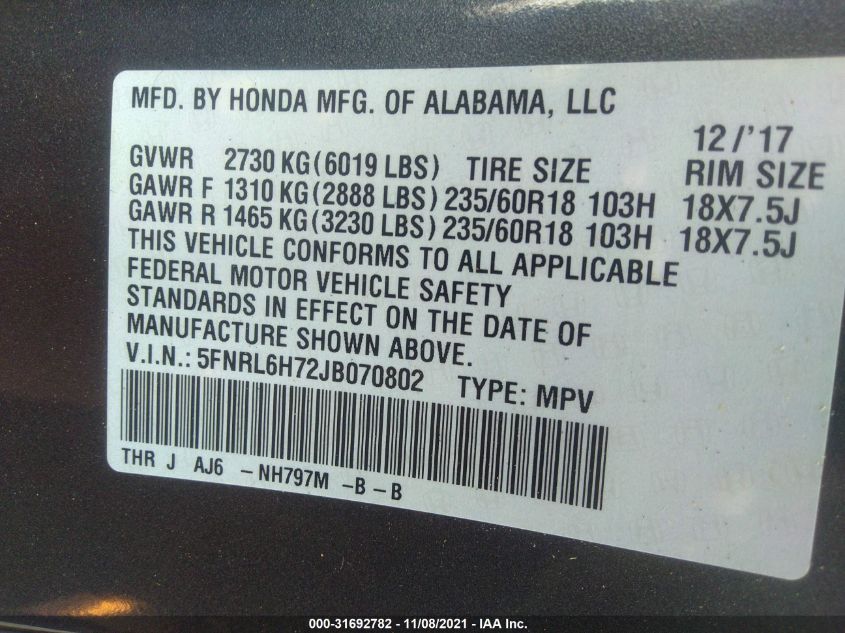 MFD. BY HONDA MFG. OF ALABAMA, LLC
12/'17
GVWR 2730 KG(6019 LBS) TIRE SIZE RIM SIZE
GAWR F 1310 KG(2888 LBS) 235/60R18 103H 18X7.5J
GAWR R 1465 KG(3230 LBS) 235/60R18 103H 18X7.5J
THIS VEHICLE CONFORMS TO ALL APPLICABLE
FEDERAL MOTOR VEHICLE SAFETY
STANDARDS IN EFFECT ON THE DATE OF
MANUFACTURE SHOWN ABOVE.
V.I.N.: 5FNRL6H72JB070802 TYPE: MPV
THR J AJ6 -NH797M -B-B
000-31692782 - 11/08/2021 - IAA Inc.